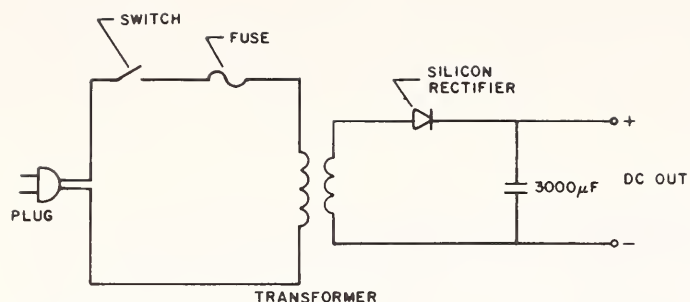 SWITCH
FUSE
SILICON
RECTIFIER
+
3000µF
DC OUT
PLUG
−
TRANSFORMER